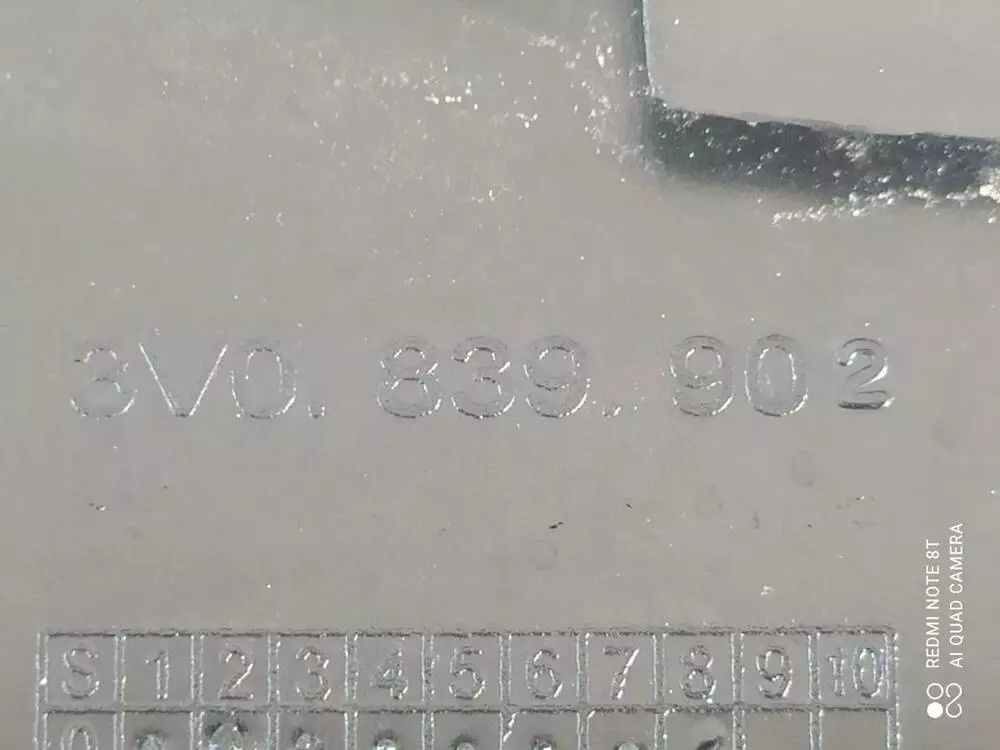 3V0. 839. 902
S 1 2 3 4 5 6 7 8 9 10
0
REDMI NOTE 8T
AI QUAD CAMERA